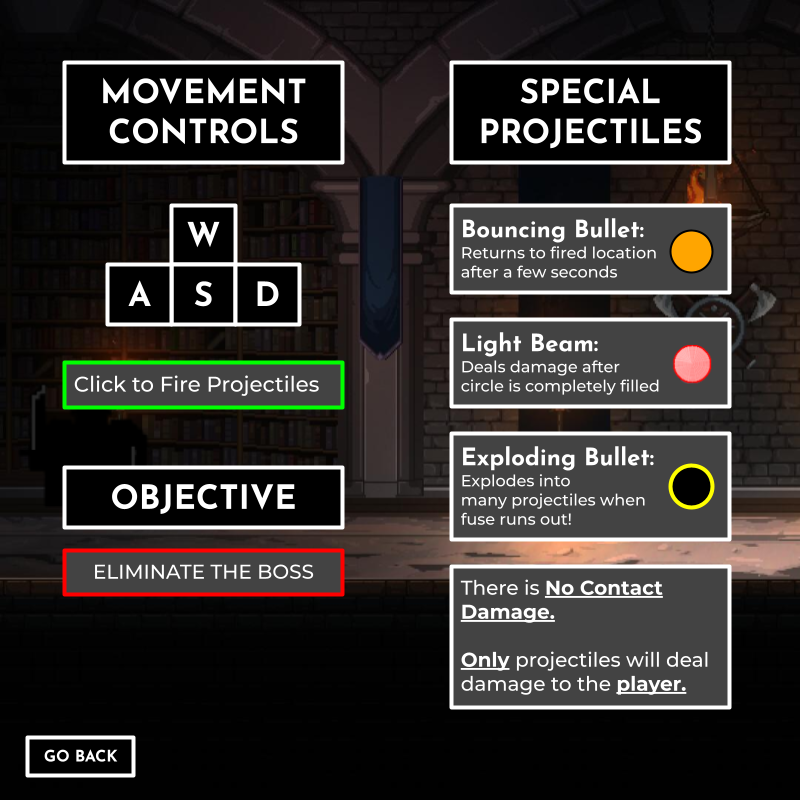 MOVEMENT
CONTROLS
W
A S D
Click to Fire Projectiles
OBJECTIVE
ELIMINATE THE BOSS
SPECIAL
PROJECTILES
Bouncing Bullet:
Returns to fired location
after a few seconds
Light Beam:
Deals damage after
circle is completely filled
Exploding Bullet:
Explodes into
many projectiles when
fuse runs out!
There is No Contact
Damage.
Only projectiles will deal
damage to the player.
GO BACK